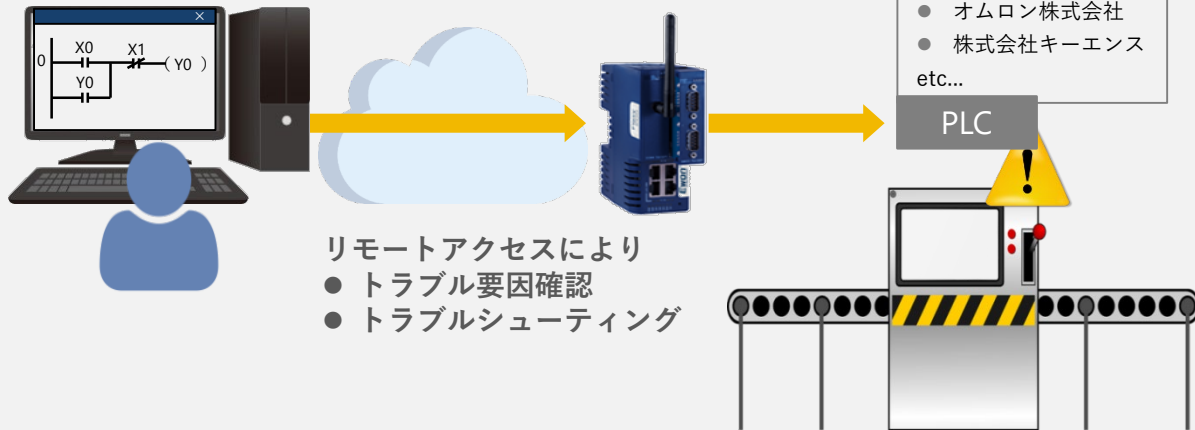 ● オムロン株式会社
● 株式会社キーエンス
etc...
PLC
×
X0 X1
0 ( Y0 )
Y0
eWON
!
リモートアクセスにより
● トラブル要因確認
● トラブルシューティング